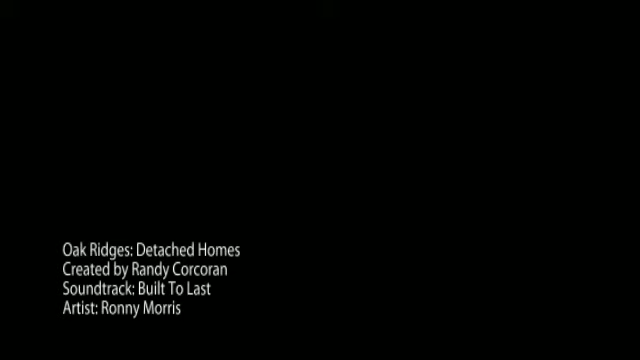 Oak Ridges: Detached Homes
Created by Randy Corcoran
Soundtrack: Built To Last
Artist: Ronny Morris